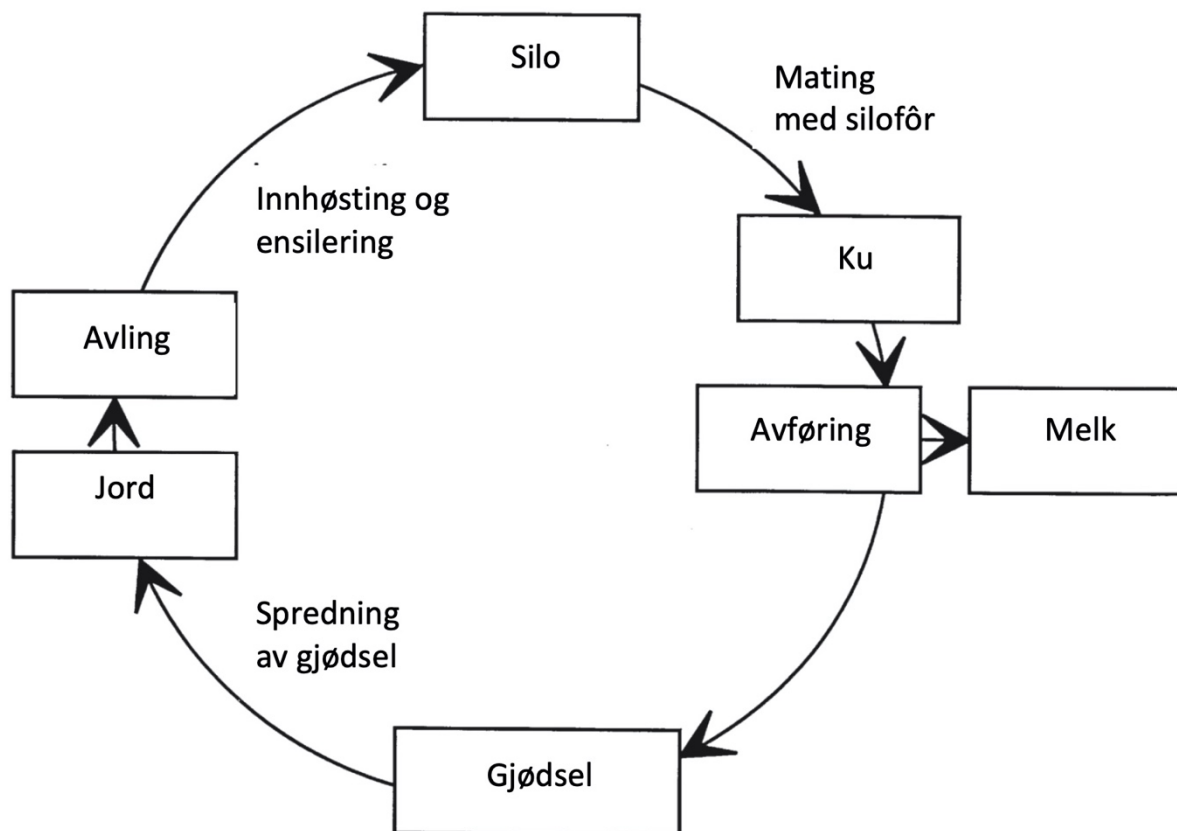 Silo
Mating
med silofôr
Innhøsting og
ensilering
Ku
Avling
Avføring
Melk
Jord
Spredning
av gjødsel
Gjødsel